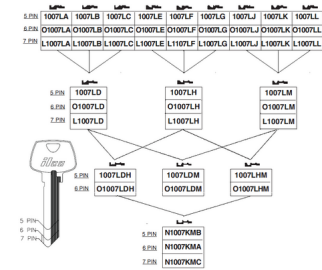 5 PIN 1007LA 1007LB 1007LC 1007LE 1007LF 1007LG 1007LJ 1007LK 1007LL
6 PIN O1007LA O1007LB O1007LC O1007LE O1007LF O1007LG O1007LJ O1007LK O1007LL
7 PIN L1007LA L1007LB L1007LC L1007LE L1107LF L1007LG L1007LJ L1007LK L1007LL
5 PIN 1007LD 1007LH 1007LM
6 PIN O1007LD O1007LH O1007LM
7 PIN L1007LD L1007LH L1007LM
5 PIN 1007LDH 1007LDM 1007LHM
6 PIN O1007LDH O1007LDM O1007LHM
ilco
5 PIN N1007KMB
6 PIN N1007KMA
7 PIN N1007KMC
5 PIN
6 PIN
7 PIN